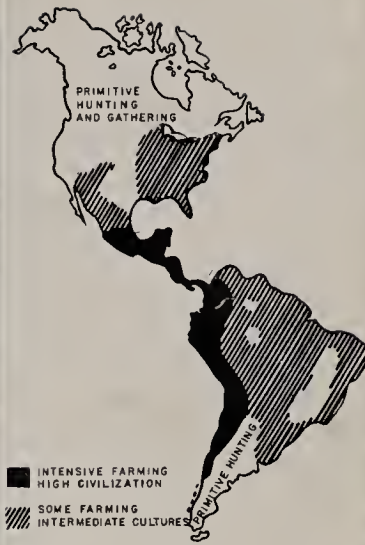 PRIMITIVE
HUNTING
AND GATHERING
PRIMITIVE HUNTING
INTENSIVE FARMING
HIGH CIVILIZATION
SOME FARMING
INTERMEDIATE CULTURES